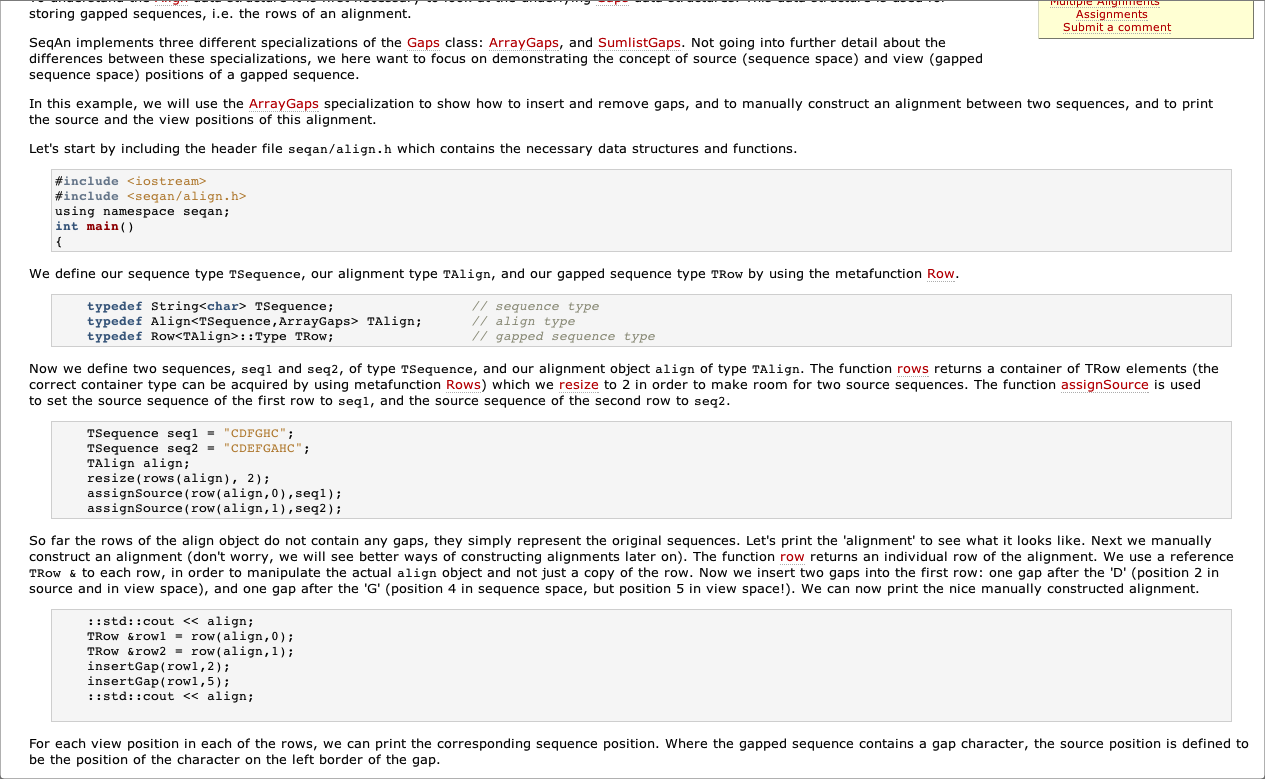 storing gapped sequences, i.e. the rows of an alignment.
Multiple Alignments
Assignments
Submit a comment
SeqAn implements three different specializations of the Gaps class: ArrayGaps, and SumlistGaps. Not going into further detail about the
differences between these specializations, we here want to focus on demonstrating the concept of source (sequence space) and view (gapped
sequence space) positions of a gapped sequence.
In this example, we will use the ArrayGaps specialization to show how to insert and remove gaps, and to manually construct an alignment between two sequences, and to print
the source and the view positions of this alignment.
Let's start by including the header file seqan/align.h which contains the necessary data structures and functions.
#include <iostream>
#include <seqan/align.h>
using namespace seqan;
int main()
{
We define our sequence type TSequence, our alignment type TAlign, and our gapped sequence type TRow by using the metafunction Row.
typedef String<char> TSequence; // sequence type
typedef Align<TSequence,ArrayGaps> TAlign; // align type
typedef Row<TAlign>::Type TRow; // gapped sequence type
Now we define two sequences, seq1 and seq2, of type TSequence, and our alignment object align of type TAlign. The function rows returns a container of TRow elements (the
correct container type can be acquired by using metafunction Rows) which we resize to 2 in order to make room for two source sequences. The function assignSource is used
to set the source sequence of the first row to seq1, and the source sequence of the second row to seq2.
TSequence seq1 = "CDFGHC";
TSequence seq2 = "CDEFGAHC";
TAlign align;
resize(rows(align), 2);
assignSource(row(align,0),seq1);
assignSource(row(align,1),seq2);
So far the rows of the align object do not contain any gaps, they simply represent the original sequences. Let's print the 'alignment' to see what it looks like. Next we manually
construct an alignment (don't worry, we will see better ways of constructing alignments later on). The function row returns an individual row of the alignment. We use a reference
TRow & to each row, in order to manipulate the actual align object and not just a copy of the row. Now we insert two gaps into the first row: one gap after the 'D' (position 2 in
source and in view space), and one gap after the 'G' (position 4 in sequence space, but position 5 in view space!). We can now print the nice manually constructed alignment.
::std::cout << align;
TRow &row1 = row(align,0);
TRow &row2 = row(align,1);
insertGap(row1,2);
insertGap(row1,5);
::std::cout << align;
For each view position in each of the rows, we can print the corresponding sequence position. Where the gapped sequence contains a gap character, the source position is defined to
be the position of the character on the left border of the gap.